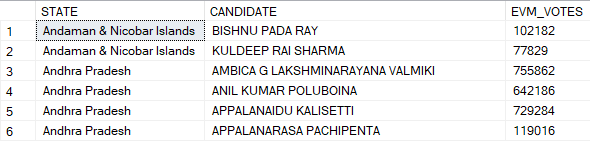 STATE CANDIDATE EVM_VOTES
1 Andaman & Nicobar Islands BISHNU PADA RAY 102182
2 Andaman & Nicobar Islands KULDEEP RAI SHARMA 77829
3 Andhra Pradesh AMBICA G LAKSHMINARAYANA VALMIKI 755862
4 Andhra Pradesh ANIL KUMAR POLUBOINA 642186
5 Andhra Pradesh APPALANAIDU KALISETTI 729284
6 Andhra Pradesh APPALANARASA PACHIPENTA 119016